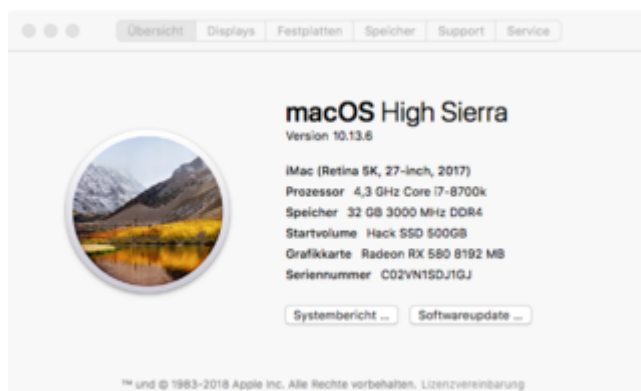 Übersicht Displays Festplatten Speicher Support Service
macOS High Sierra
Version 10.13.6
iMac (Retina 5K, 27-inch, 2017)
Prozessor 4,3 GHz Core i7-8700k
Speicher 32 GB 3000 MHz DDR4
Startvolume Hack SSD 500GB
Grafikkarte Radeon RX 580 8192 MB
Seriennummer C02VN1SDJ1GJ
Systembericht ... Softwareupdate ...
™ und © 1983-2018 Apple Inc. Alle Rechte vorbehalten. Lizenzvereinbarung